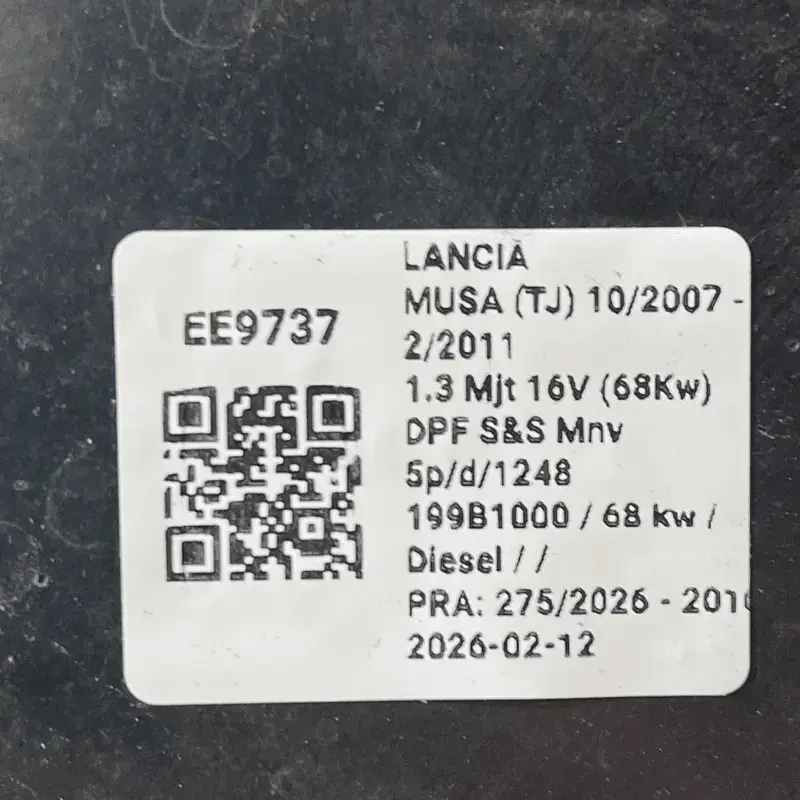 EE9737
LANCIA
MUSA (TJ) 10/2007 -
2/2011
1.3 Mjt 16V (68Kw)
DPF S&S Mnv
5p/d/1248
199B1000 / 68 kw /
Diesel / /
PRA: 275/2026 -
2026-02-12